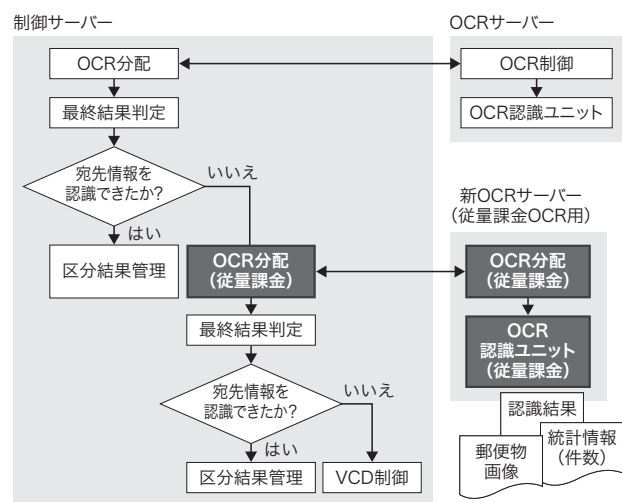 制御サーバー
OCR分配
最終結果判定
宛先情報を
認識できたか?
いいえ
はい
区分結果管理
OCR分配
(従量課金)
最終結果判定
宛先情報を
認識できたか?
いいえ
はい
区分結果管理
VCD制御
OCRサーバー
OCR制御
OCR認識ユニット
新OCRサーバー
(従量課金OCR用)
OCR分配
(従量課金)
OCR
認識ユニット
(従量課金)
認識結果
郵便物
画像
統計情報
(件数)